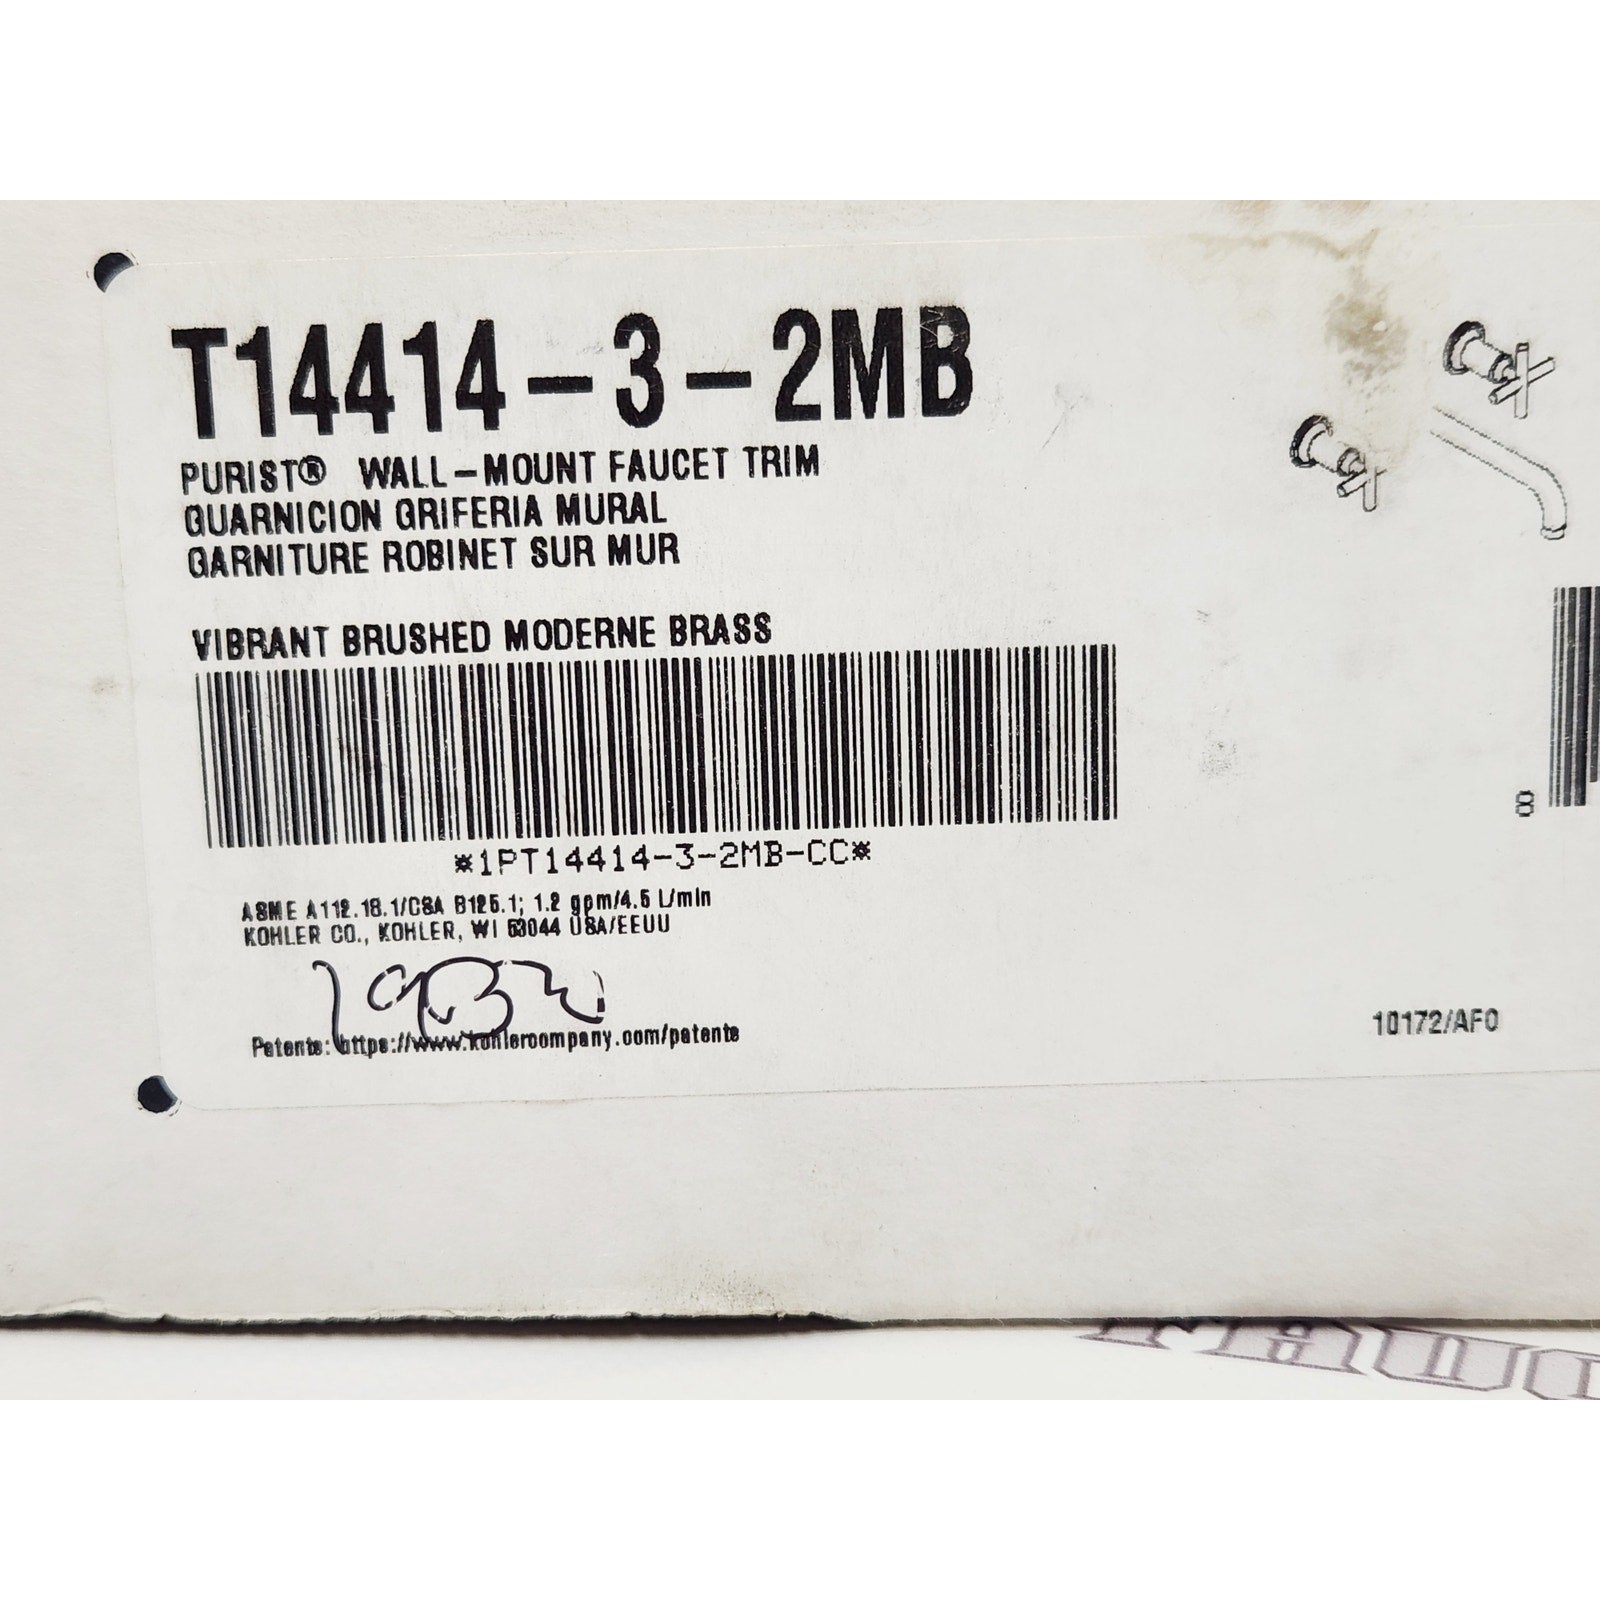 T14414-3-2MB
PURIST® WALL-MOUNT FAUCET TRIM
GUARNICION GRIFERIA MURAL
GARNITURE ROBINET SUR MUR
VIBRANT BRUSHED MODERNE BRASS
*1PT14414-3-2MB-CC*
8
ASME A112.18.1/CSA B125.1; 1.2 gpm/4.5 L/min
KOHLER CO., KOHLER, WI 53044 USA/EEUU
Patents: https://www.kohlercompany.com/patents
10172/AF0